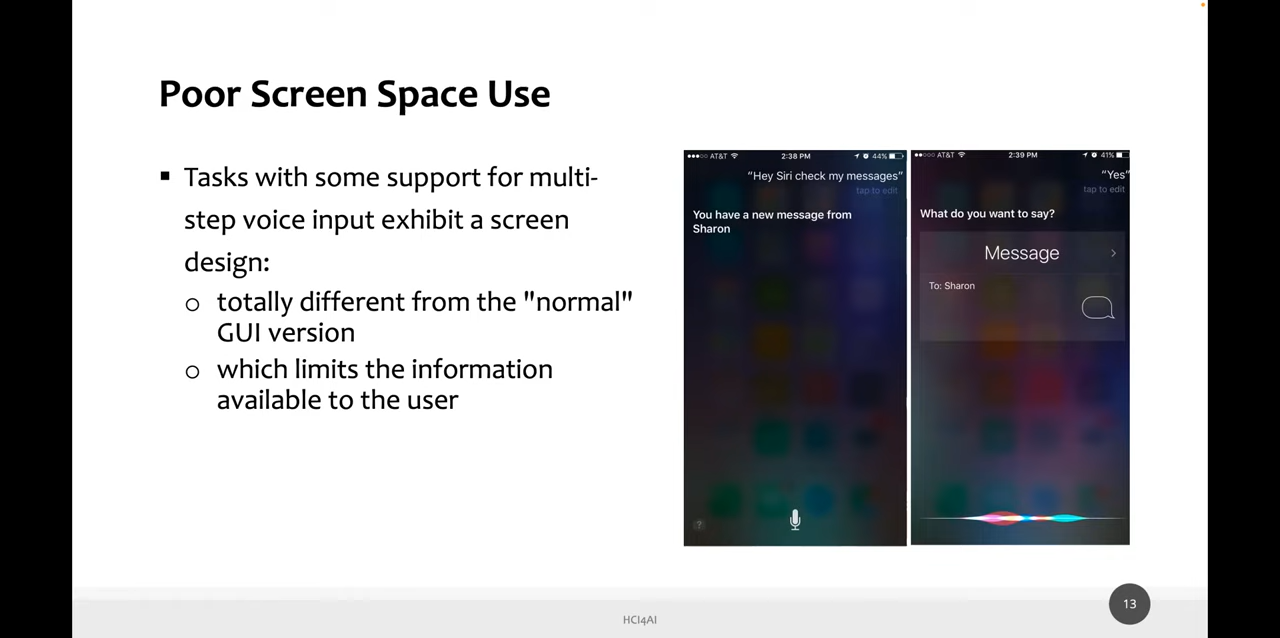 Poor Screen Space Use
▪ Tasks with some support for multi-
step voice input exhibit a screen
design:
o totally different from the "normal"
GUI version
o which limits the information
available to the user
AT&T 2:38 PM 44%
“Hey Siri check my messages”
tap to edit
You have a new message from
Sharon
?
AT&T 2:39 PM 41%
“Yes”
tap to edit
What do you want to say?
Message
To: Sharon
HCI4AI
13